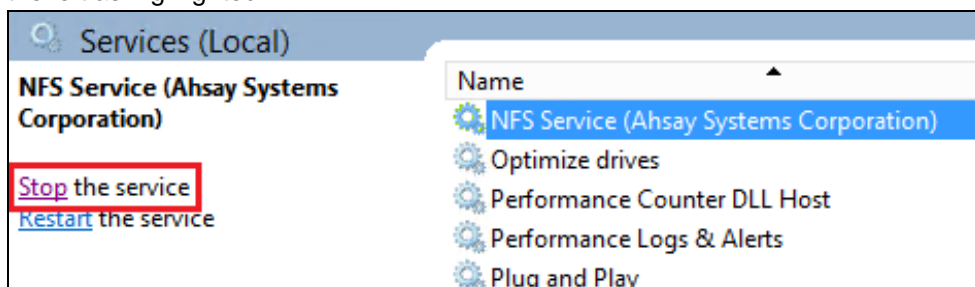 Services (Local)
NFS Service (Ahsay Systems
Corporation)
Stop the service
Restart the service
Name
NFS Service (Ahsay Systems Corporation)
Optimize drives
Performance Counter DLL Host
Performance Logs & Alerts
Plug and Play